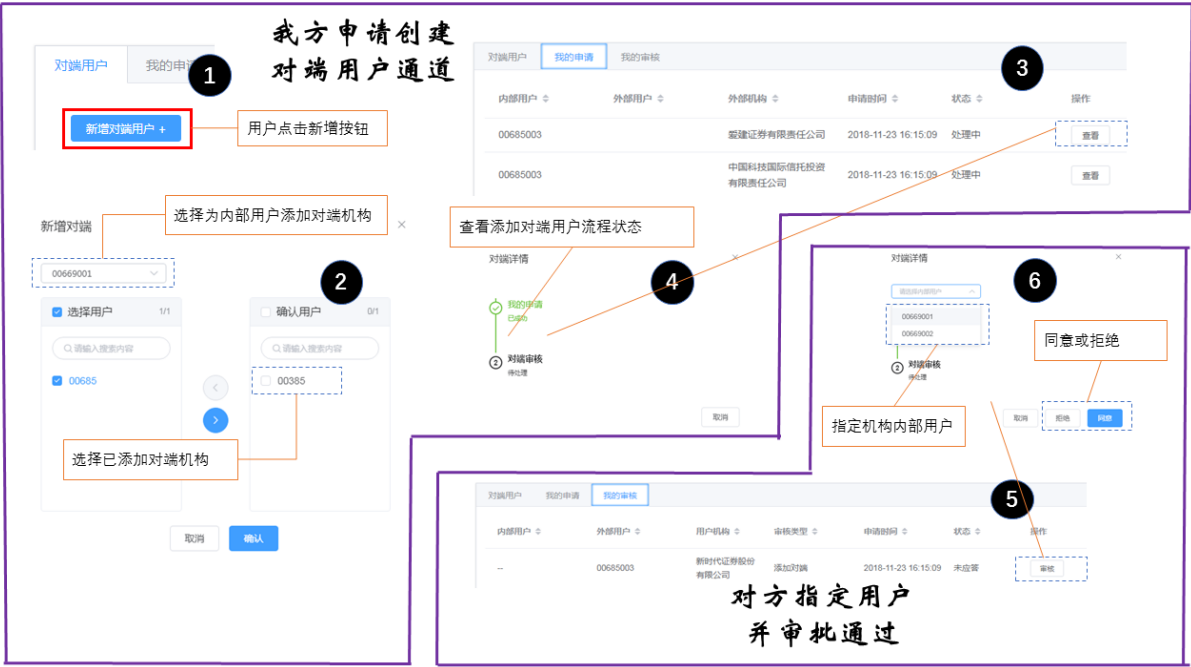 我方申请创建
对端用户通道
对端用户
我的申请
1
新增对端用户 +
用户点击新增按钮
新增对端
选择为内部用户添加对端机构
×
00669001
2
选择用户 1/1
确认用户 0/1
请输入搜索内容
请输入搜索内容
00685
00385
选择已添加对端机构
取消
确认
对端用户 我的申请 我的审核
3
内部用户 外部用户 外部机构 申请时间 状态 操作
00685003 爱建证券有限责任公司 2018-11-23 16:15:09 处理中 查看
00685003 中国科技国际信托投资
有限责任公司 2018-11-23 16:15:09 处理中 查看
查看添加对端用户流程状态
对端详情
×
4
我的申请
已成功
2 对端审核
待处理
取消
对端用户 我的申请 我的审核
5
内部用户 外部用户 用户机构 审核类型 申请时间 状态 操作
-- 00685003 新时代证券股份
有限公司 添加对端 2018-11-23 16:15:09 未应答 审核
对端详情
×
6
请选择内部用户
00669001
00669002
2 对端审核
待处理
同意或拒绝
指定机构内部用户
取消
拒绝
同意
对方指定用户
并审批通过